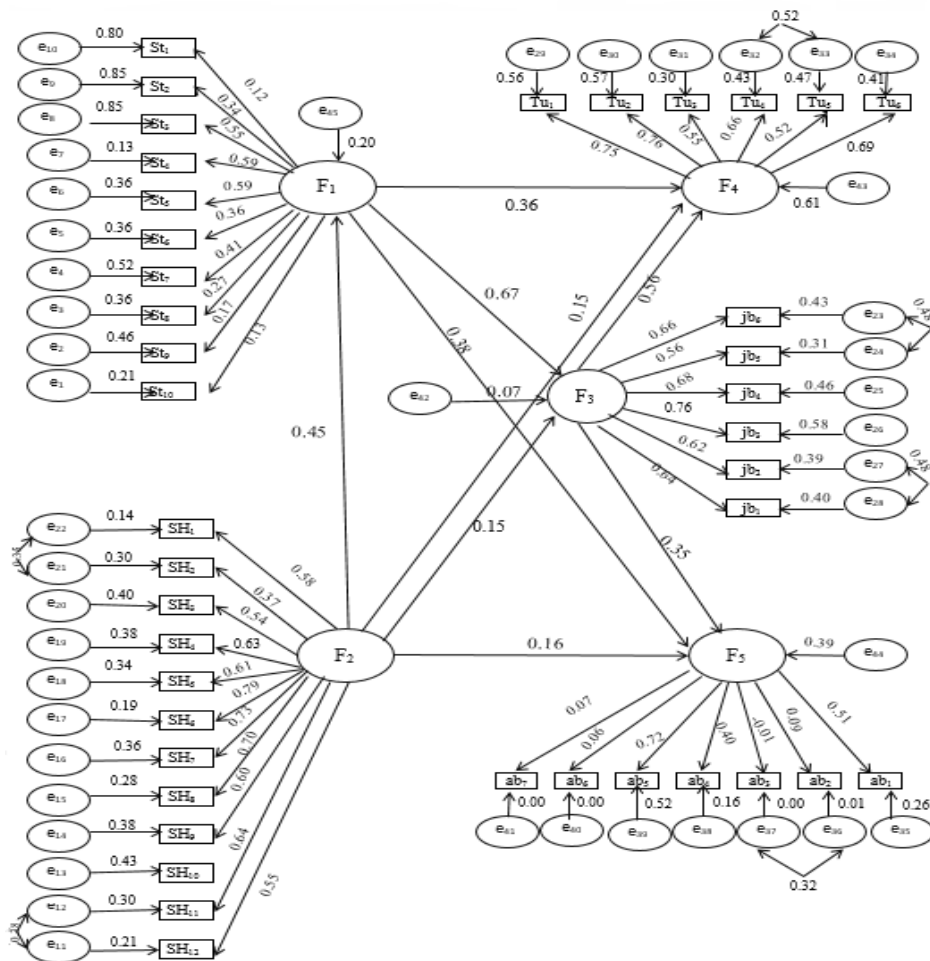 e₁₀ 0.80 St₁
e₉ 0.85 St₂
e₈ 0.85 St₃
e₇ 0.13 St₄
e₆ 0.36 St₅
e₅ 0.36 St₆
e₄ 0.52 St₇
e₃ 0.36 St₈
e₂ 0.46 St₉
e₁ 0.21 St₁₀
0.12
0.34
0.55
0.59
0.59
0.36
0.41
0.27
0.17
0.13
e₄₅
0.20
F₁
0.52
e₂₉ e₃₀ e₃₁ e₃₂ e₃₃ e₃₄
0.56 0.57 0.30 0.43 0.47 0.41
Tu₁ Tu₂ Tu₃ Tu₄ Tu₅ Tu₆
0.75 0.76 0.55 0.66 0.52 0.69
F₄
e₄₃
0.61
0.36
0.67
0.38
0.15
0.56
0.45
e₄₂
0.07
F₃
0.66 jb₆ 0.43 e₂₃
0.56 jb₅ 0.31 e₂₄
0.48
0.68 jb₄ 0.46 e₂₅
0.76 jb₃ 0.58 e₂₆
0.62 jb₂ 0.39 e₂₇
0.64 jb₁ 0.40 e₂₈
0.48
0.15
0.35
e₂₂ 0.14 SH₁
0.35
e₂₁ 0.30 SH₂
e₂₀ 0.40 SH₃
e₁₉ 0.38 SH₄
e₁₈ 0.34 SH₅
e₁₇ 0.19 SH₆
e₁₆ 0.36 SH₇
e₁₅ 0.28 SH₈
e₁₄ 0.38 SH₉
e₁₃ 0.43 SH₁₀
e₁₂ 0.30 SH₁₁
e₁₁ 0.21 SH₁₂
0.58
0.37
0.54
0.63
0.61
0.79
0.73
0.70
0.60
0.64
0.55
F₂
0.16
F₅
0.39
e₄₄
0.07 0.06 0.72 0.40 -0.01 0.09 0.51
ab₇ ab₆ ab₅ ab₄ ab₃ ab₂ ab₁
0.00 0.00 0.52 0.16 0.00 0.01 0.26
e₄₁ e₄₀ e₃₉ e₃₈ e₃₇ e₃₆ e₃₅
0.32